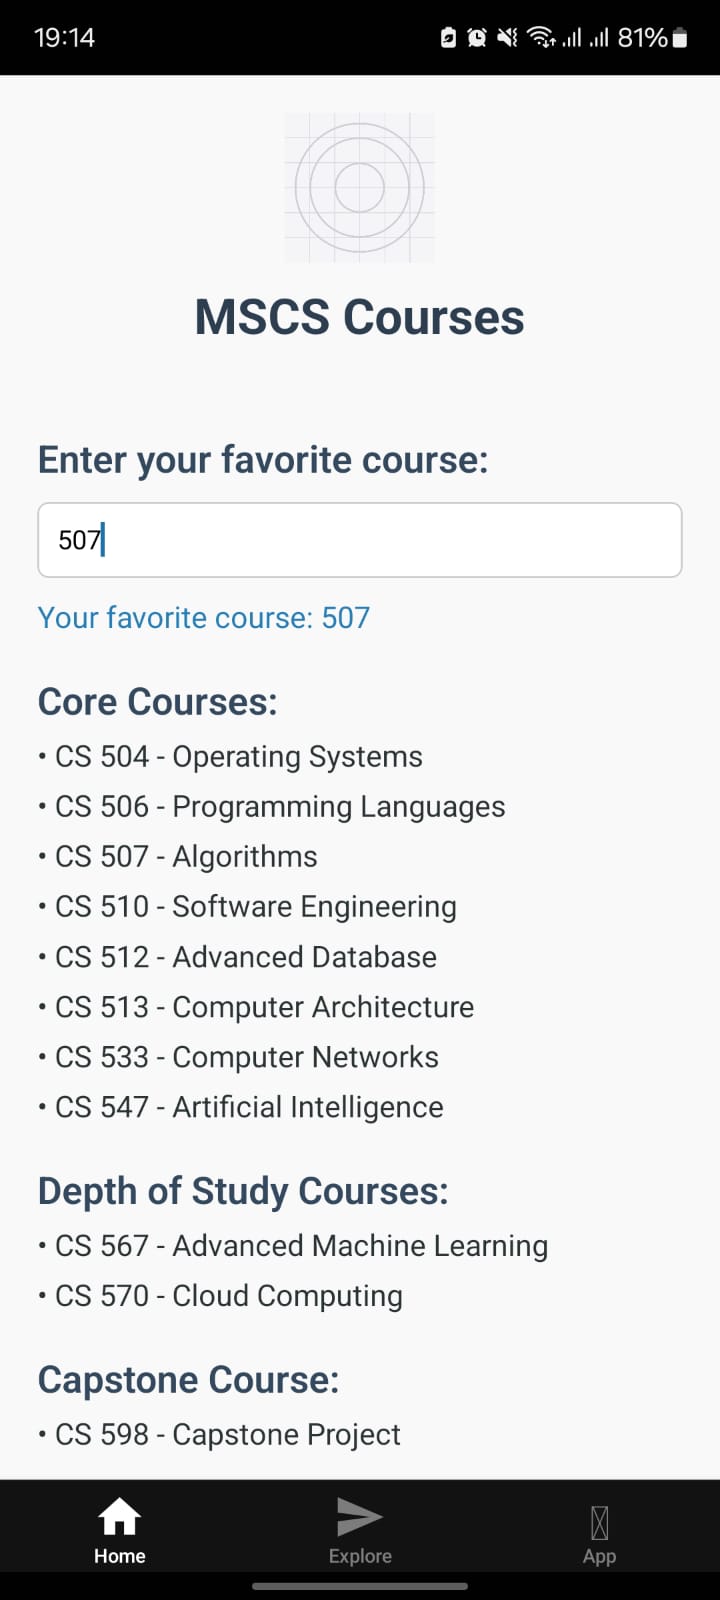 19:14
81%
MSCS Courses
Enter your favorite course:
507
Your favorite course: 507
Core Courses:
• CS 504 - Operating Systems
• CS 506 - Programming Languages
• CS 507 - Algorithms
• CS 510 - Software Engineering
• CS 512 - Advanced Database
• CS 513 - Computer Architecture
• CS 533 - Computer Networks
• CS 547 - Artificial Intelligence
Depth of Study Courses:
• CS 567 - Advanced Machine Learning
• CS 570 - Cloud Computing
Capstone Course:
• CS 598 - Capstone Project
Home
Explore
App